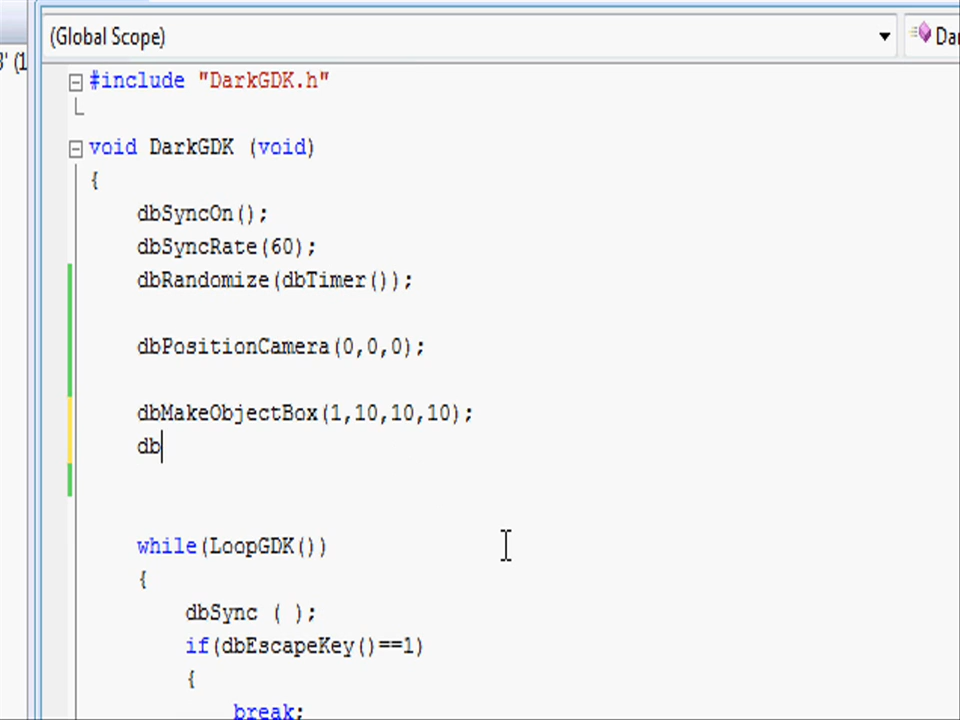 (Global Scope)
#include "DarkGDK.h"
void DarkGDK (void)
{
dbSyncOn();
dbSyncRate(60);
dbRandomize(dbTimer());
dbPositionCamera(0,0,0);
dbMakeObjectBox(1,10,10,10);
db
while(LoopGDK())
{
dbSync ( );
if(dbEscapeKey()==1)
{
break;